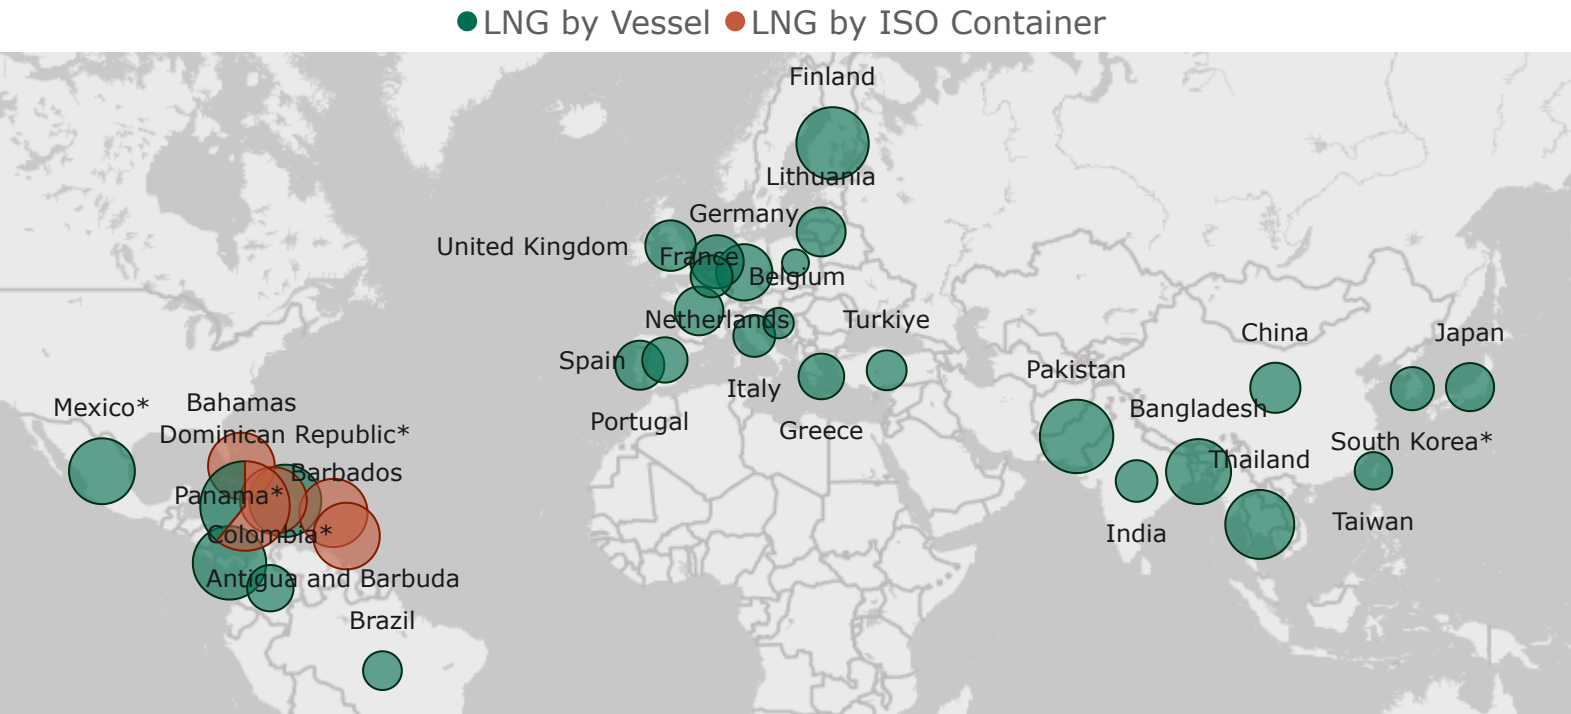 LNG by Vessel LNG by ISO Container
Finland
Lithuania
Germany
United Kingdom
France
Belgium
Netherlands
Turkiye
China
Japan
Spain
Pakistan
Italy
Mexico*
Bahamas
Bangladesh
Portugal
Greece
Dominican Republic*
South Korea*
Thailand
Barbados
Panama*
Taiwan
India
Colombia*
Antigua and Barbuda
Brazil